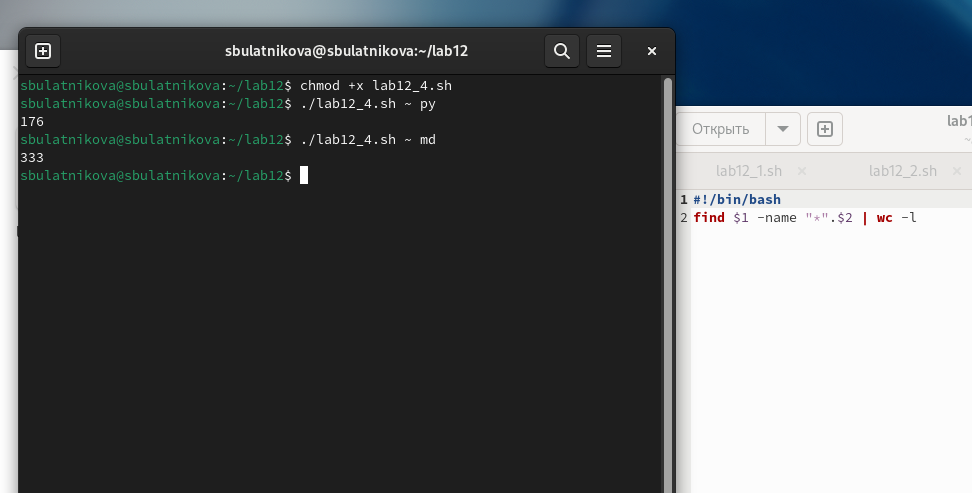 sbulatnikova@sbulatnikova:~/lab12
sbulatnikova@sbulatnikova:~/lab12$ chmod +x lab12_4.sh
sbulatnikova@sbulatnikova:~/lab12$ ./lab12_4.sh ~ py
176
sbulatnikova@sbulatnikova:~/lab12$ ./lab12_4.sh ~ md
333
sbulatnikova@sbulatnikova:~/lab12$
Открыть
lab12_1.sh
lab12_2.sh
1 #!/bin/bash
2 find $1 -name "*".$2 | wc -l